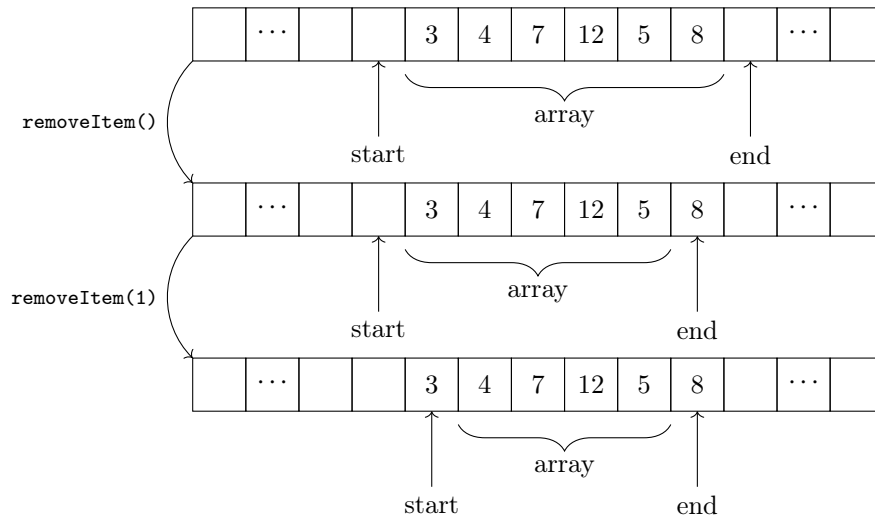 ⋯ 3 4 7 12 5 8 ⋯
array
removeItem()
start end
⋯ 3 4 7 12 5 8 ⋯
array
removeItem(1)
start end
⋯ 3 4 7 12 5 8 ⋯
array
start end